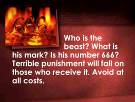 Who is the
beast? What is
his mark? Is his number 666?
Terrible punishment will fall on
those who receive it. Avoid at
all costs.